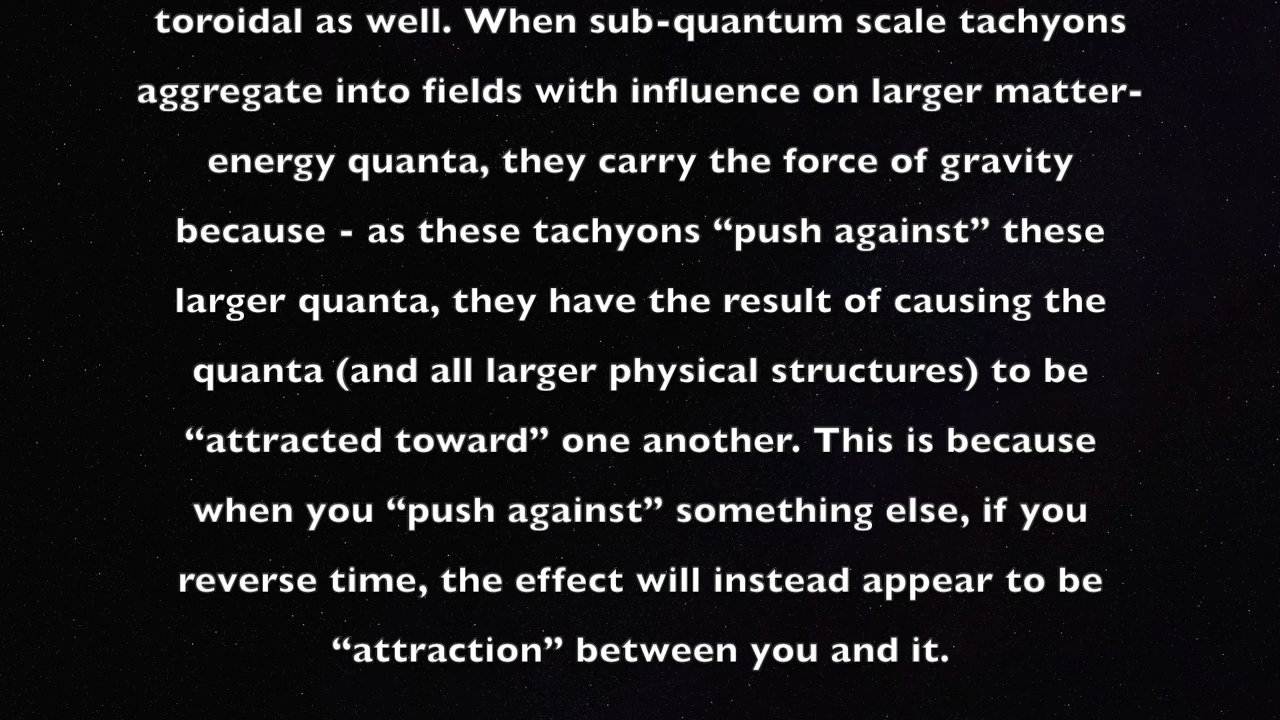 toroidal as well. When sub-quantum scale tachyons
aggregate into fields with influence on larger matter-
energy quanta, they carry the force of gravity
because - as these tachyons “push against” these
larger quanta, they have the result of causing the
quanta (and all larger physical structures) to be
“attracted toward” one another. This is because
when you “push against” something else, if you
reverse time, the effect will instead appear to be
“attraction” between you and it.